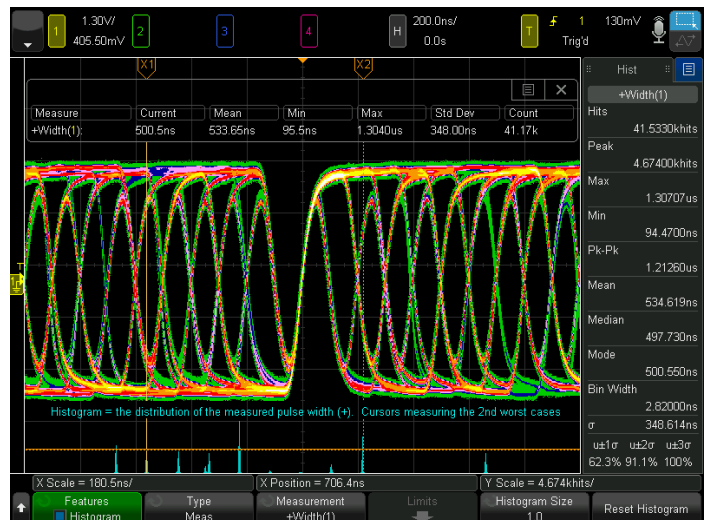 1 1.30V/ 405.50mV 2 3 4 H 200.0ns/ 0.0s T 1 130mV Trig'd
X1 X2
Hist
+Width(1)
Measure Current Mean Min Max Std Dev Count
+Width(1): 500.5ns 533.65ns 95.5ns 1.3040us 348.00ns 41.17k
Hits
41.5330khits
Peak
4.67400khits
Max
1.30707us
Min
94.4700ns
Pk-Pk
1.21260us
Mean
534.619ns
Median
497.730ns
Mode
500.550ns
Bin Width
2.82000ns
σ
348.614ns
u±1σ u±2σ u±3σ
62.3% 91.1% 100%
T
Histogram = the distribution of the measured pulse width (+). Cursors measuring the 2nd worst cases
X Scale = 180.5ns/ X Position = 706.4ns Y Scale = 4.674khits/
Features Type Measurement Limits Histogram Size Reset Histogram
Histogram Meas +Width(1) 1.0